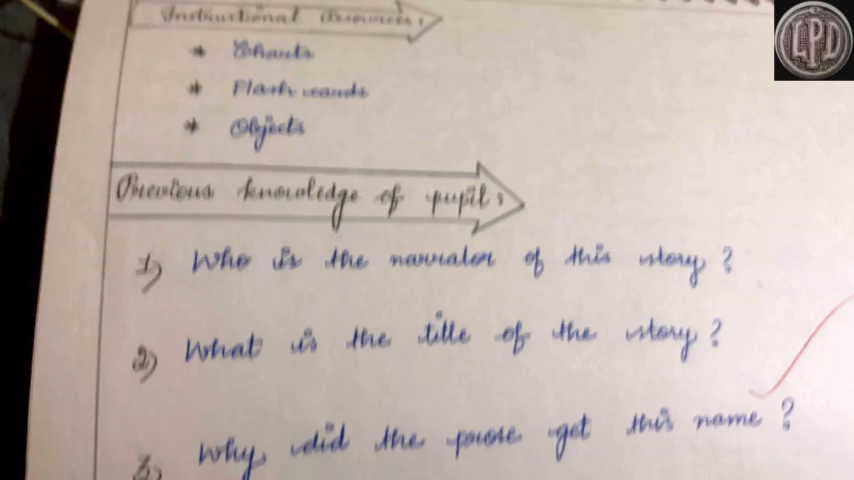 Instructional Resources:
* Charts
* Flash cards
* Objects
Previous knowledge of pupil:
1) Who is the narrator of this story?
2) What is the title of the story?
3) Why did the prose get this name?
LPD